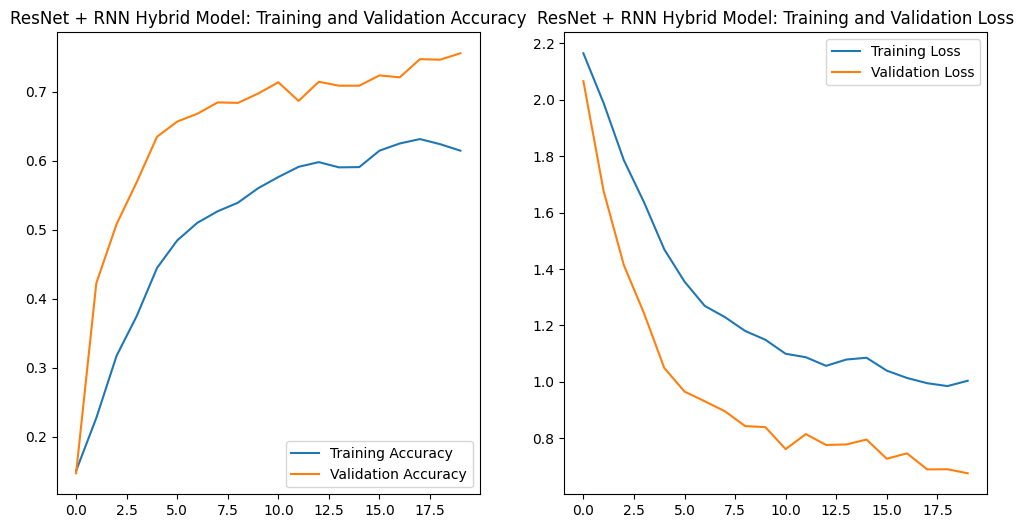 ResNet + RNN Hybrid Model: Training and Validation Accuracy
0.7
0.6
0.5
0.4
0.3
0.2
Training Accuracy
Validation Accuracy
0.0 2.5 5.0 7.5 10.0 12.5 15.0 17.5
ResNet + RNN Hybrid Model: Training and Validation Loss
2.2
2.0
1.8
1.6
1.4
1.2
1.0
0.8
Training Loss
Validation Loss
0.0 2.5 5.0 7.5 10.0 12.5 15.0 17.5